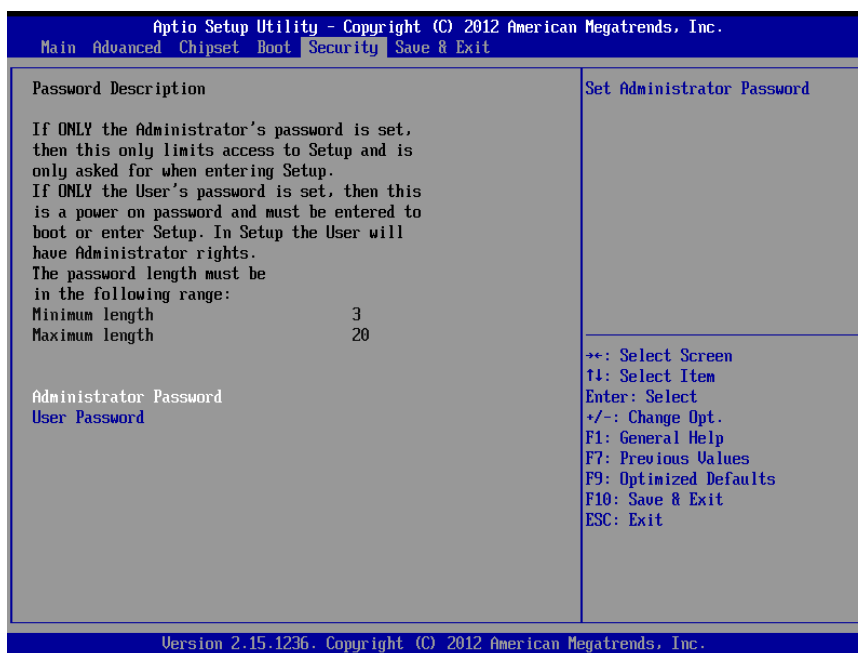 Aptio Setup Utility - Copyright (C) 2012 American Megatrends, Inc.
Main Advanced Chipset Boot Security Save & Exit
Password Description
If ONLY the Administrator's password is set,
then this only limits access to Setup and is
only asked for when entering Setup.
If ONLY the User's password is set, then this
is a power on password and must be entered to
boot or enter Setup. In Setup the User will
have Administrator rights.
The password length must be
in the following range:
Minimum length 3
Maximum length 20
Administrator Password
User Password
Set Administrator Password
→←: Select Screen
↑↓: Select Item
Enter: Select
+/-: Change Opt.
F1: General Help
F7: Previous Values
F9: Optimized Defaults
F10: Save & Exit
ESC: Exit
Version 2.15.1236. Copyright (C) 2012 American Megatrends, Inc.